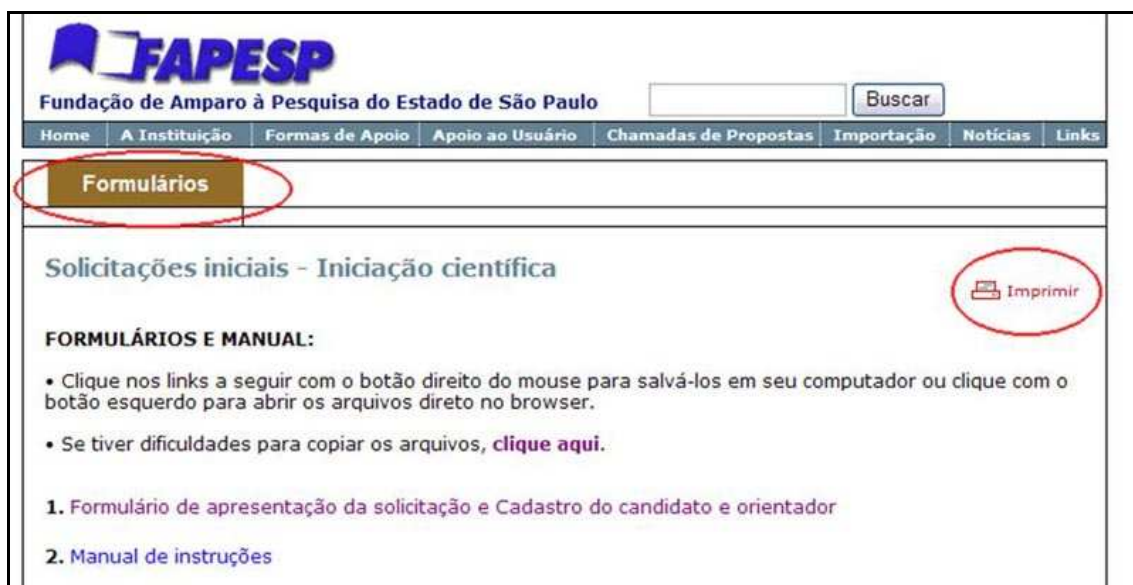 FAPESP
Fundação de Amparo à Pesquisa do Estado de São Paulo
Buscar
Home A Instituição Formas de Apoio Apoio ao Usuário Chamadas de Propostas Importação Notícias Links
Formulários
Solicitações iniciais - Iniciação científica
Imprimir
FORMULÁRIOS E MANUAL:
• Clique nos links a seguir com o botão direito do mouse para salvá-los em seu computador ou clique com o
botão esquerdo para abrir os arquivos direto no browser.
• Se tiver dificuldades para copiar os arquivos, clique aqui.
1. Formulário de apresentação da solicitação e Cadastro do candidato e orientador
2. Manual de instruções